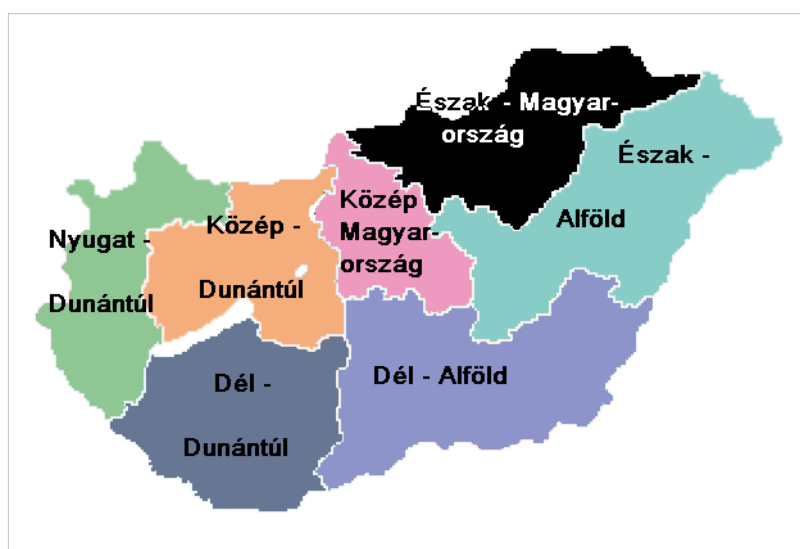 Észak - Magyar-
ország
Észak -
Alföld
Közép
Magyar-
ország
Közép -
Dunántúl
Nyugat -
Dunántúl
Dél - Alföld
Dél -
Dunántúl